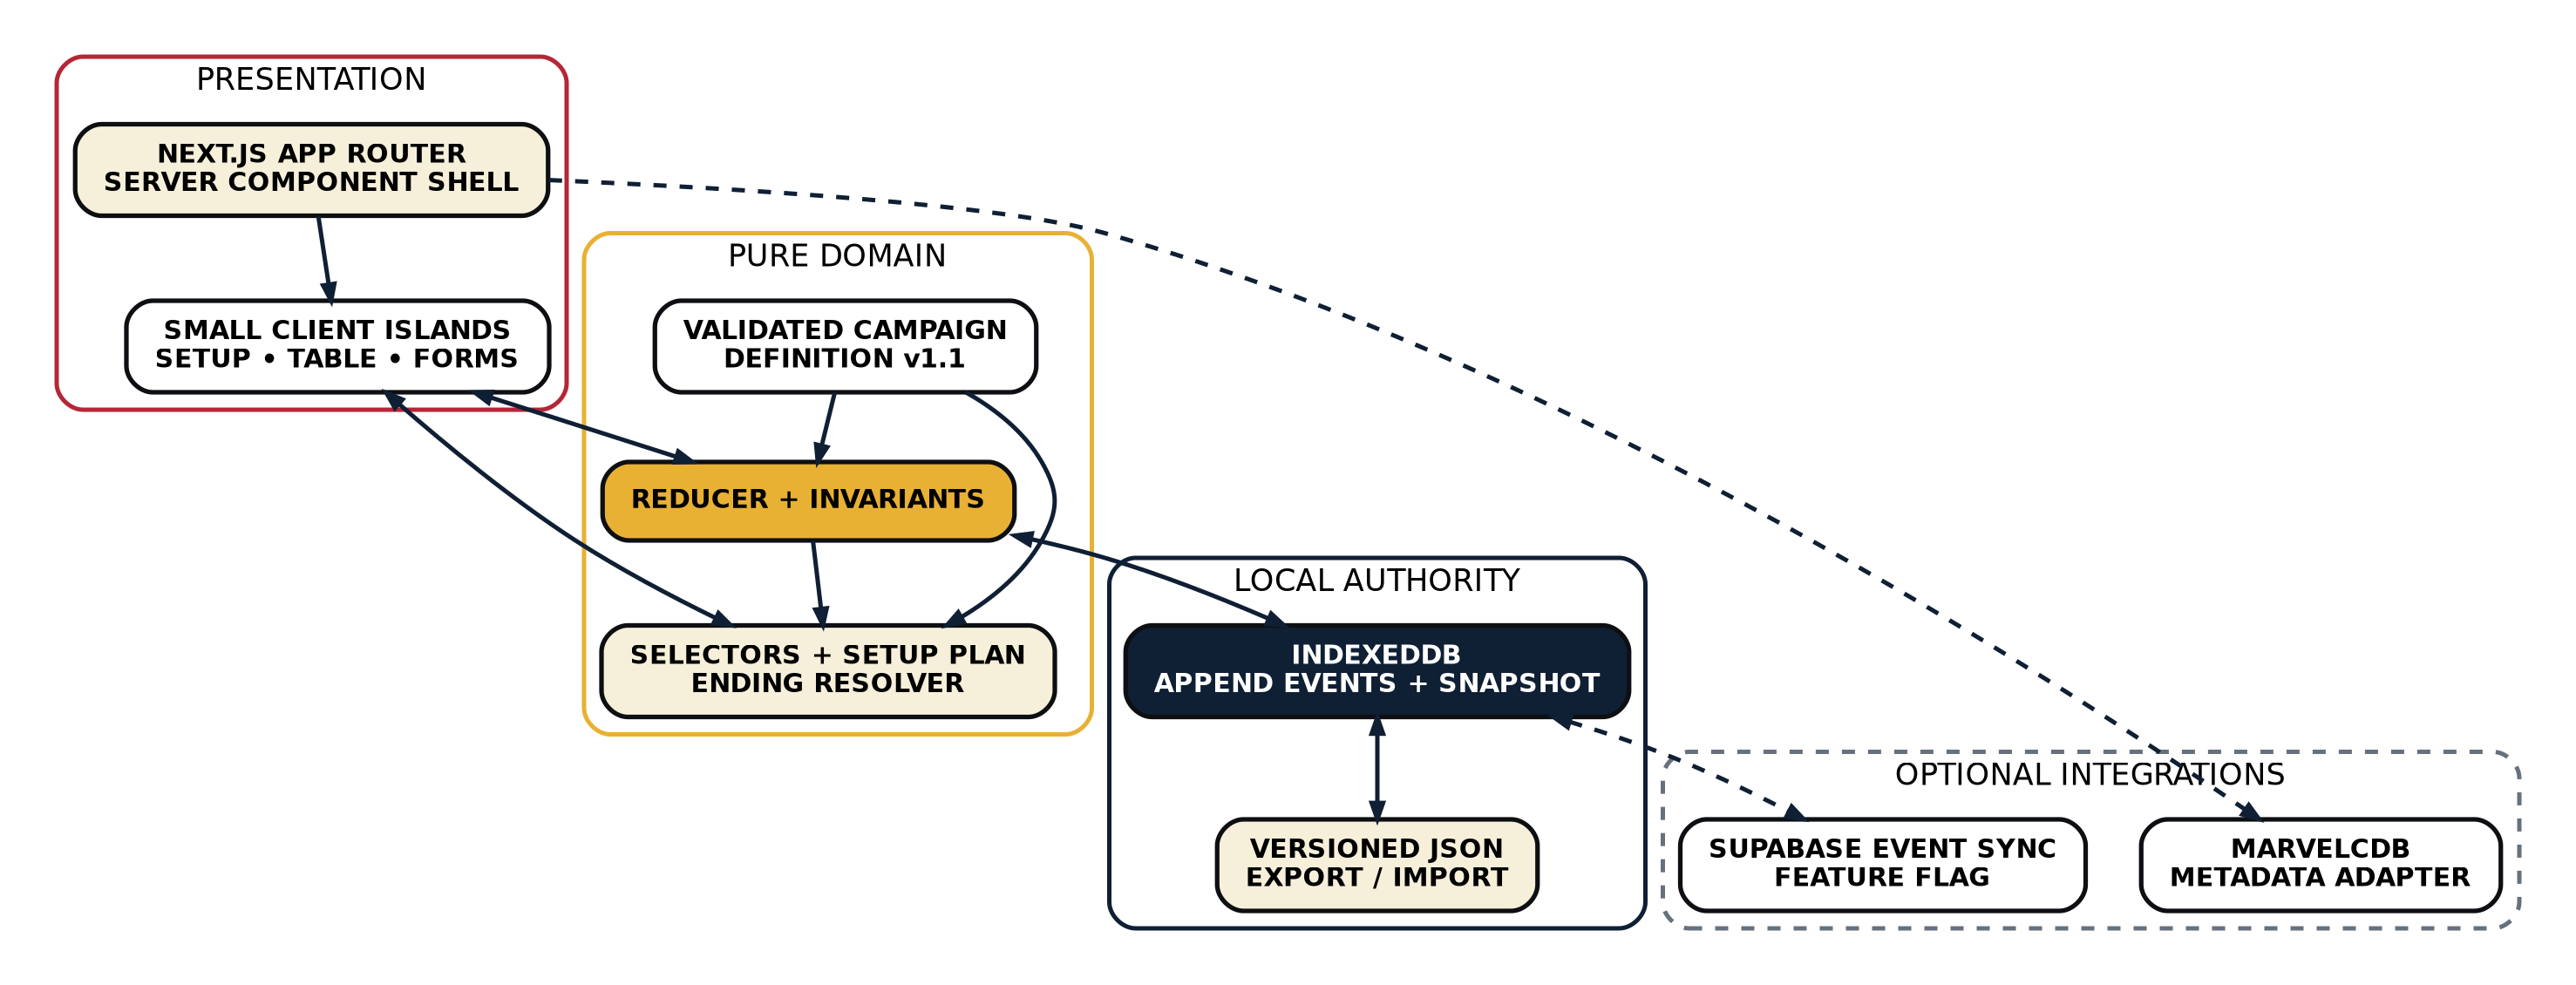 PRESENTATION
NEXT.JS APP ROUTER
SERVER COMPONENT SHELL
SMALL CLIENT ISLANDS
SETUP • TABLE • FORMS
PURE DOMAIN
VALIDATED CAMPAIGN
DEFINITION v1.1
REDUCER + INVARIANTS
SELECTORS + SETUP PLAN
ENDING RESOLVER
LOCAL AUTHORITY
INDEXEDDB
APPEND EVENTS + SNAPSHOT
VERSIONED JSON
EXPORT / IMPORT
OPTIONAL INTEGRATIONS
SUPABASE EVENT SYNC
FEATURE FLAG
MARVELCDB
METADATA ADAPTER